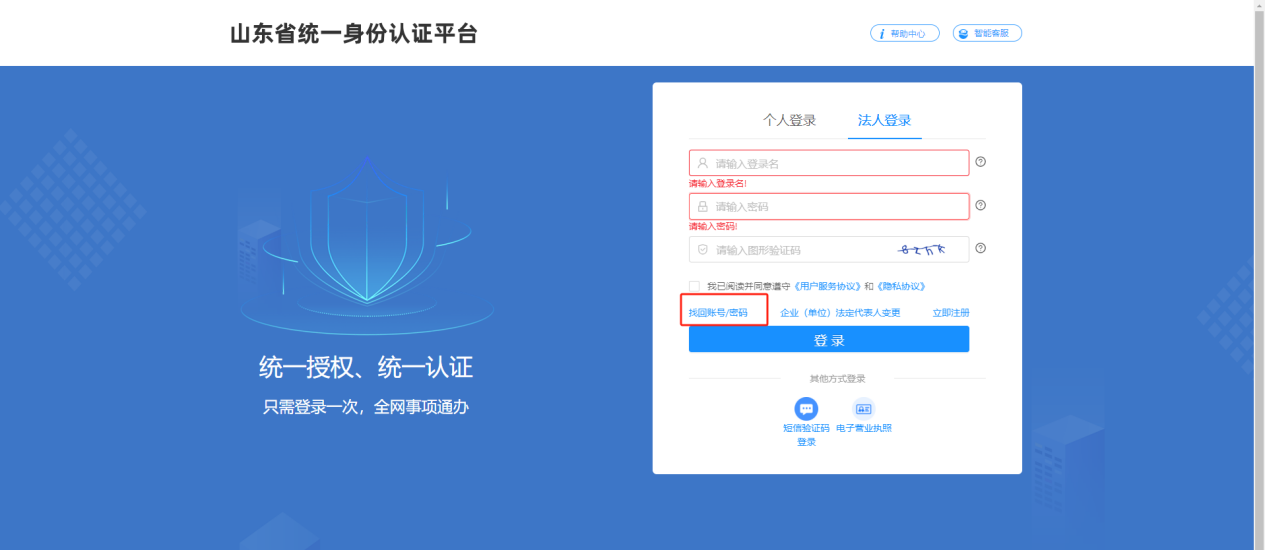 山东省统一身份认证平台
帮助中心
智能客服
个人登录
法人登录
请输入登录名
请输入登录名!
请输入密码
请输入密码!
请输入图形验证码
我已阅读并同意遵守《用户服务协议》和《隐私协议》
找回账号/密码
企业（单位）法定代表人变更
立即注册
登 录
其他方式登录
短信验证码
登录
电子营业执照
统一授权、统一认证
只需登录一次，全网事项通办